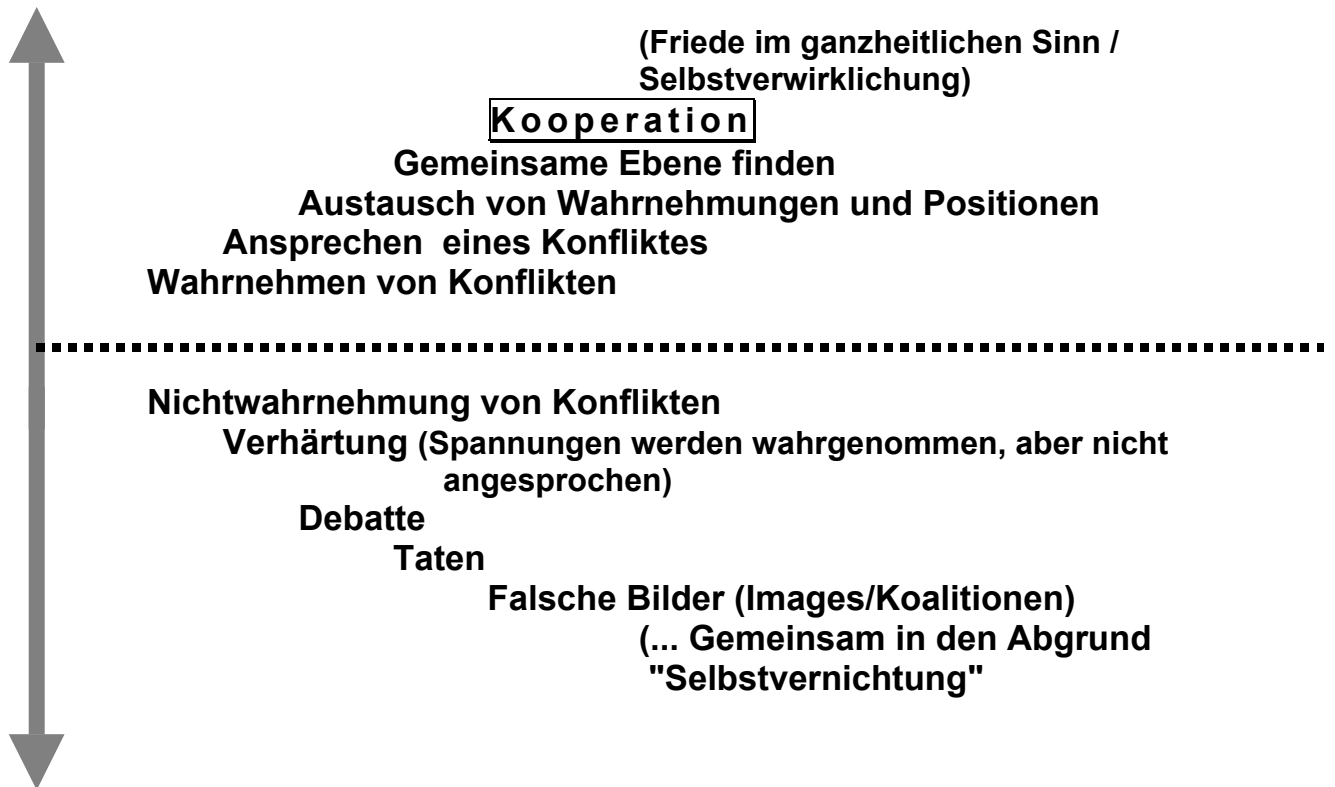 (Friede im ganzheitlichen Sinn /
Selbstverwirklichung)
Kooperation
Gemeinsame Ebene finden
Austausch von Wahrnehmungen und Positionen
Ansprechen eines Konfliktes
Wahrnehmen von Konflikten
Nichtwahrnehmung von Konflikten
Verhärtung (Spannungen werden wahrgenommen, aber nicht
angesprochen)
Debatte
Taten
Falsche Bilder (Images/Koalitionen)
(... Gemeinsam in den Abgrund
"Selbstvernichtung"